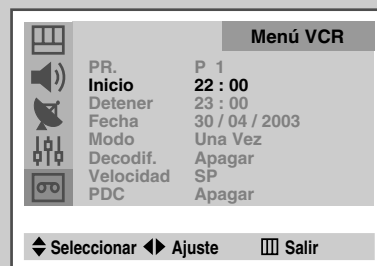 Menú VCR
PR. P 1
Inicio 22 : 00
Detener 23 : 00
Fecha 30 / 04 / 2003
Modo Una Vez
Decodif. Apagar
Velocidad SP
PDC Apagar
Seleccionar Ajuste Salir